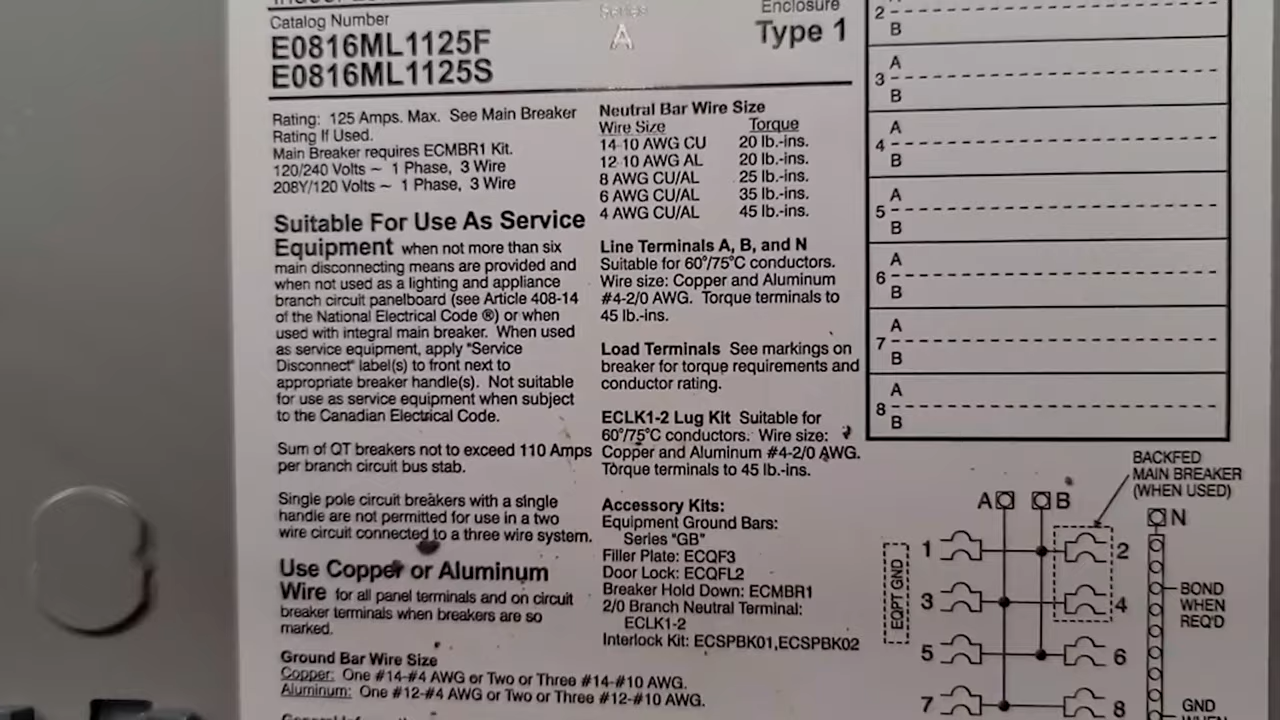 Catalog Number
E0816ML1125F
E0816ML1125S
Series
A
Enclosure
Type 1
Rating: 125 Amps. Max. See Main Breaker
Rating If Used.
Main Breaker requires ECMBR1 Kit.
120/240 Volts ~ 1 Phase, 3 Wire
208Y/120 Volts ~ 1 Phase, 3 Wire
Suitable For Use As Service
Equipment when not more than six
main disconnecting means are provided and
when not used as a lighting and appliance
branch circuit panelboard (see Article 408-14
of the National Electrical Code ®) or when
used with integral main breaker. When used
as service equipment, apply "Service
Disconnect" label(s) to front next to
appropriate breaker handle(s). Not suitable
for use as service equipment when subject
to the Canadian Electrical Code.
Sum of QT breakers not to exceed 110 Amps
per branch circuit bus stab.
Single pole circuit breakers with a single
handle are not permitted for use in a two
wire circuit connected to a three wire system.
Use Copper or Aluminum
Wire for all panel terminals and on circuit
breaker terminals when breakers are so
marked.
Ground Bar Wire Size
Copper: One #14-#4 AWG or Two or Three #14-#10 AWG.
Aluminum: One #12-#4 AWG or Two or Three #12-#10 AWG.
Neutral Bar Wire Size
Wire Size Torque
14-10 AWG CU 20 lb.-ins.
12-10 AWG AL 20 lb.-ins.
8 AWG CU/AL 25 lb.-ins.
6 AWG CU/AL 35 lb.-ins.
4 AWG CU/AL 45 lb.-ins.
Line Terminals A, B, and N
Suitable for 60°/75°C conductors.
Wire size: Copper and Aluminum
#4-2/0 AWG. Torque terminals to
45 lb.-ins.
Load Terminals See markings on
breaker for torque requirements and
conductor rating.
ECLK1-2 Lug Kit Suitable for
60°/75°C conductors. Wire size:
Copper and Aluminum #4-2/0 AWG.
Torque terminals to 45 lb.-ins.
Accessory Kits:
Equipment Ground Bars:
Series "GB"
Filler Plate: ECQF3
Door Lock: ECQFL2
Breaker Hold Down: ECMBR1
2/0 Branch Neutral Terminal:
ECLK1-2
Interlock Kit: ECSPBK01,ECSPBK02
2
B
A
3
B
A
4
B
A
5
B
A
6
B
A
7
B
A
8
B
BACKFED
MAIN BREAKER
(WHEN USED)
A B
N
1 2
3 4
5 6
7 8
EQPT GND
BOND
WHEN
REQ'D
GND